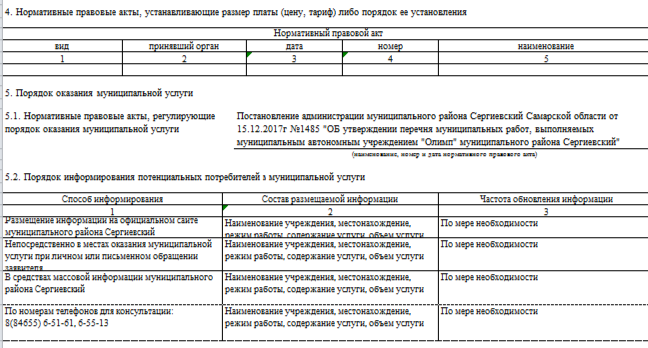 4. Нормативные правовые акты, устанавливающие размер платы (цену, тариф) либо порядок ее установления
Нормативный правовой акт
вид принявший орган дата номер наименование
1 2 3 4 5
5. Порядок оказания муниципальной услуги
5.1. Нормативные правовые акты, регулирующие
порядок оказания муниципальной услуги
Постановление администрации муниципального района Сергиевский Самарской области от
15.12.2017г №1485 "ОБ утверждении перечня муниципальных работ, выполняемых
муниципальным автономным учреждением "Олимп" муниципального района Сергиевский"
(наименование, номер и дата нормативного правового акта)
5.2. Порядок информирования потенциальных потребителей з муниципальной услуги
Способ информирования Состав размещаемой информации Частота обновления информации
1 2 3
Размещение информации на официальном сайте
муниципального района Сергиевский
Наименование учреждения, местонахождение,
режим работы, содержание услуги, объем услуги
По мере необходимости
Непосредственно в местах оказания муниципальной
услуги при личном или письменном обращении
заявителя
Наименование учреждения, местонахождение,
режим работы, содержание услуги, объем услуги
По мере необходимости
В средствах массовой информации муниципального
района Сергиевский
Наименование учреждения, местонахождение,
режим работы, содержание услуги, объем услуги
По мере необходимости
По номерам телефонов для консультации:
8(84655) 6-51-61, 6-55-13
Наименование учреждения, местонахождение,
режим работы, содержание услуги, объем услуги
По мере необходимости